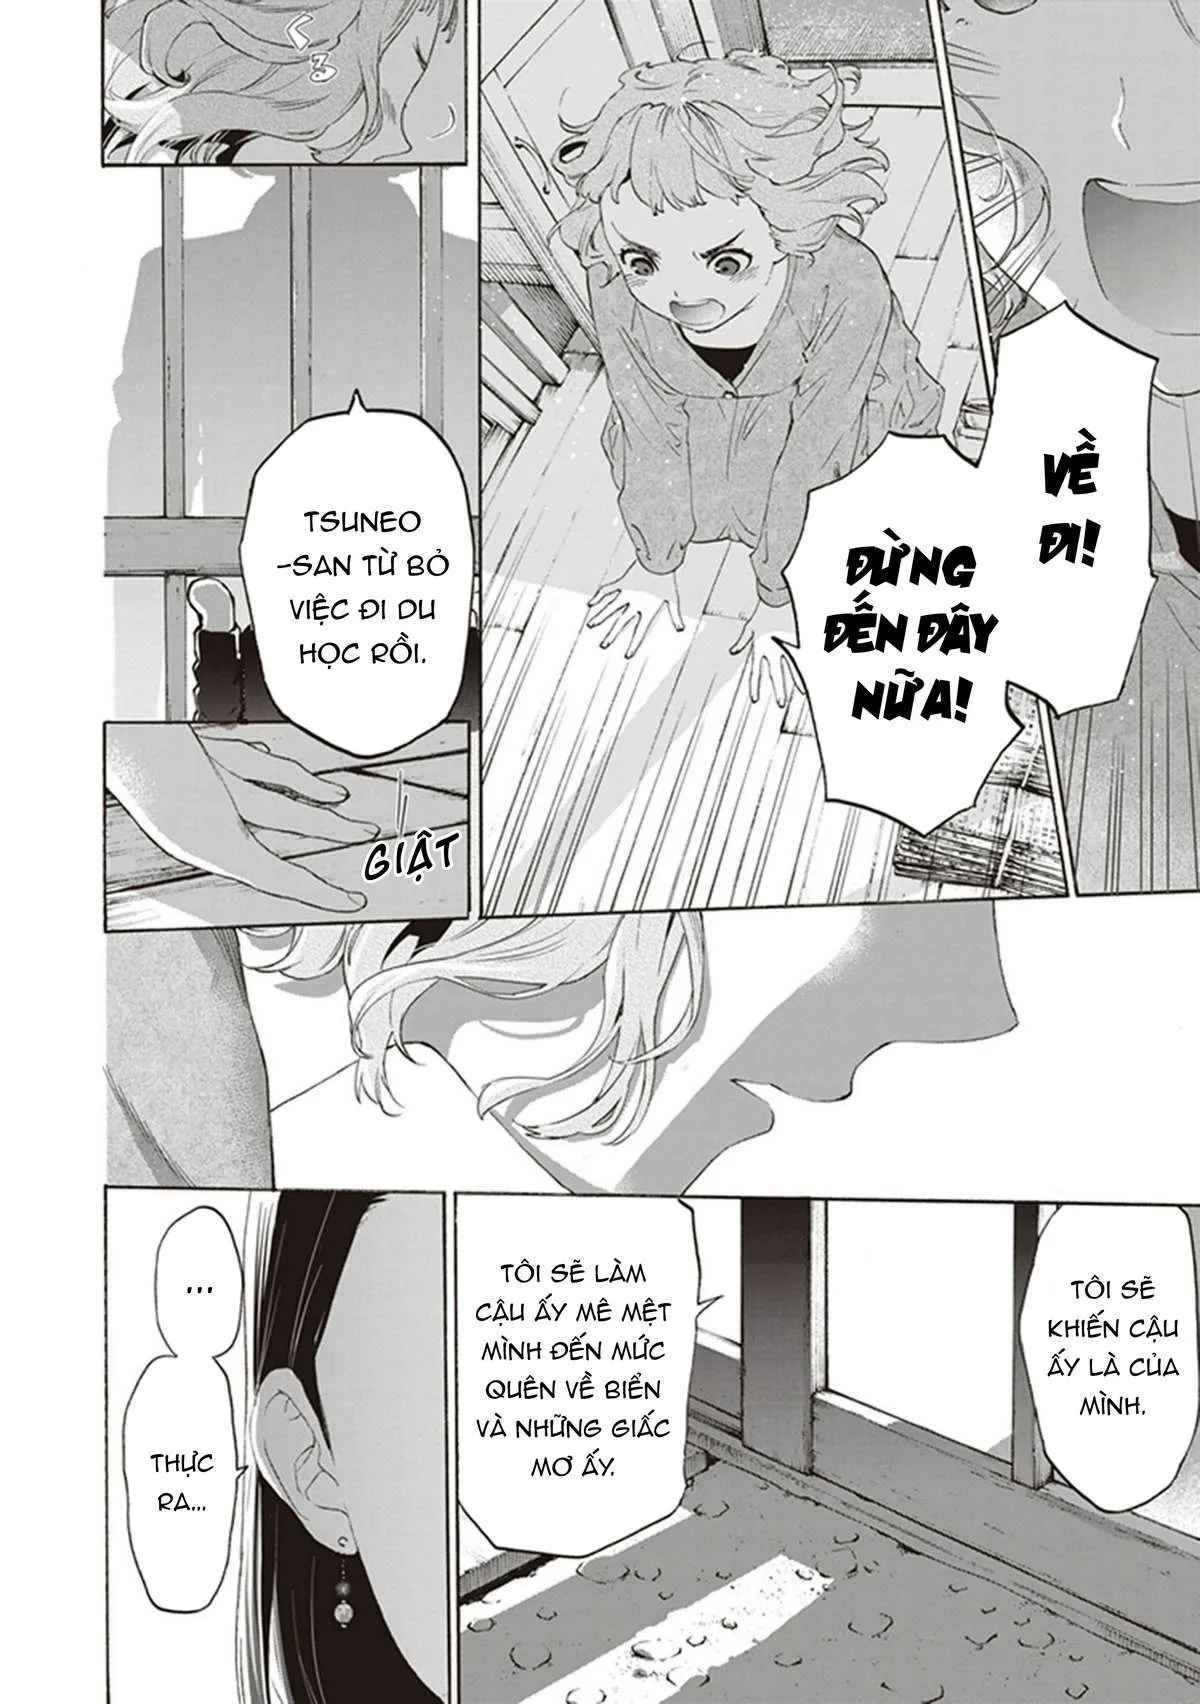 VỀ
ĐI!
ĐỪNG
ĐẾN ĐÂY
NỮA!
くる
TSUNEO
-SAN TỪ BỎ
VIỆC ĐI DU
HỌC RỒI.
GIẬT
TÔI SẼ
KHIẾN CẬU
ẤY LÀ CỦA
MÌNH.
TÔI SẼ LÀM
CẬU ẤY MÊ MỆT
MÌNH ĐẾN MỨC
QUÊN VỀ BIỂN
VÀ NHỮNG GIẤC
MƠ ẤY.
...
THỰC
RA...